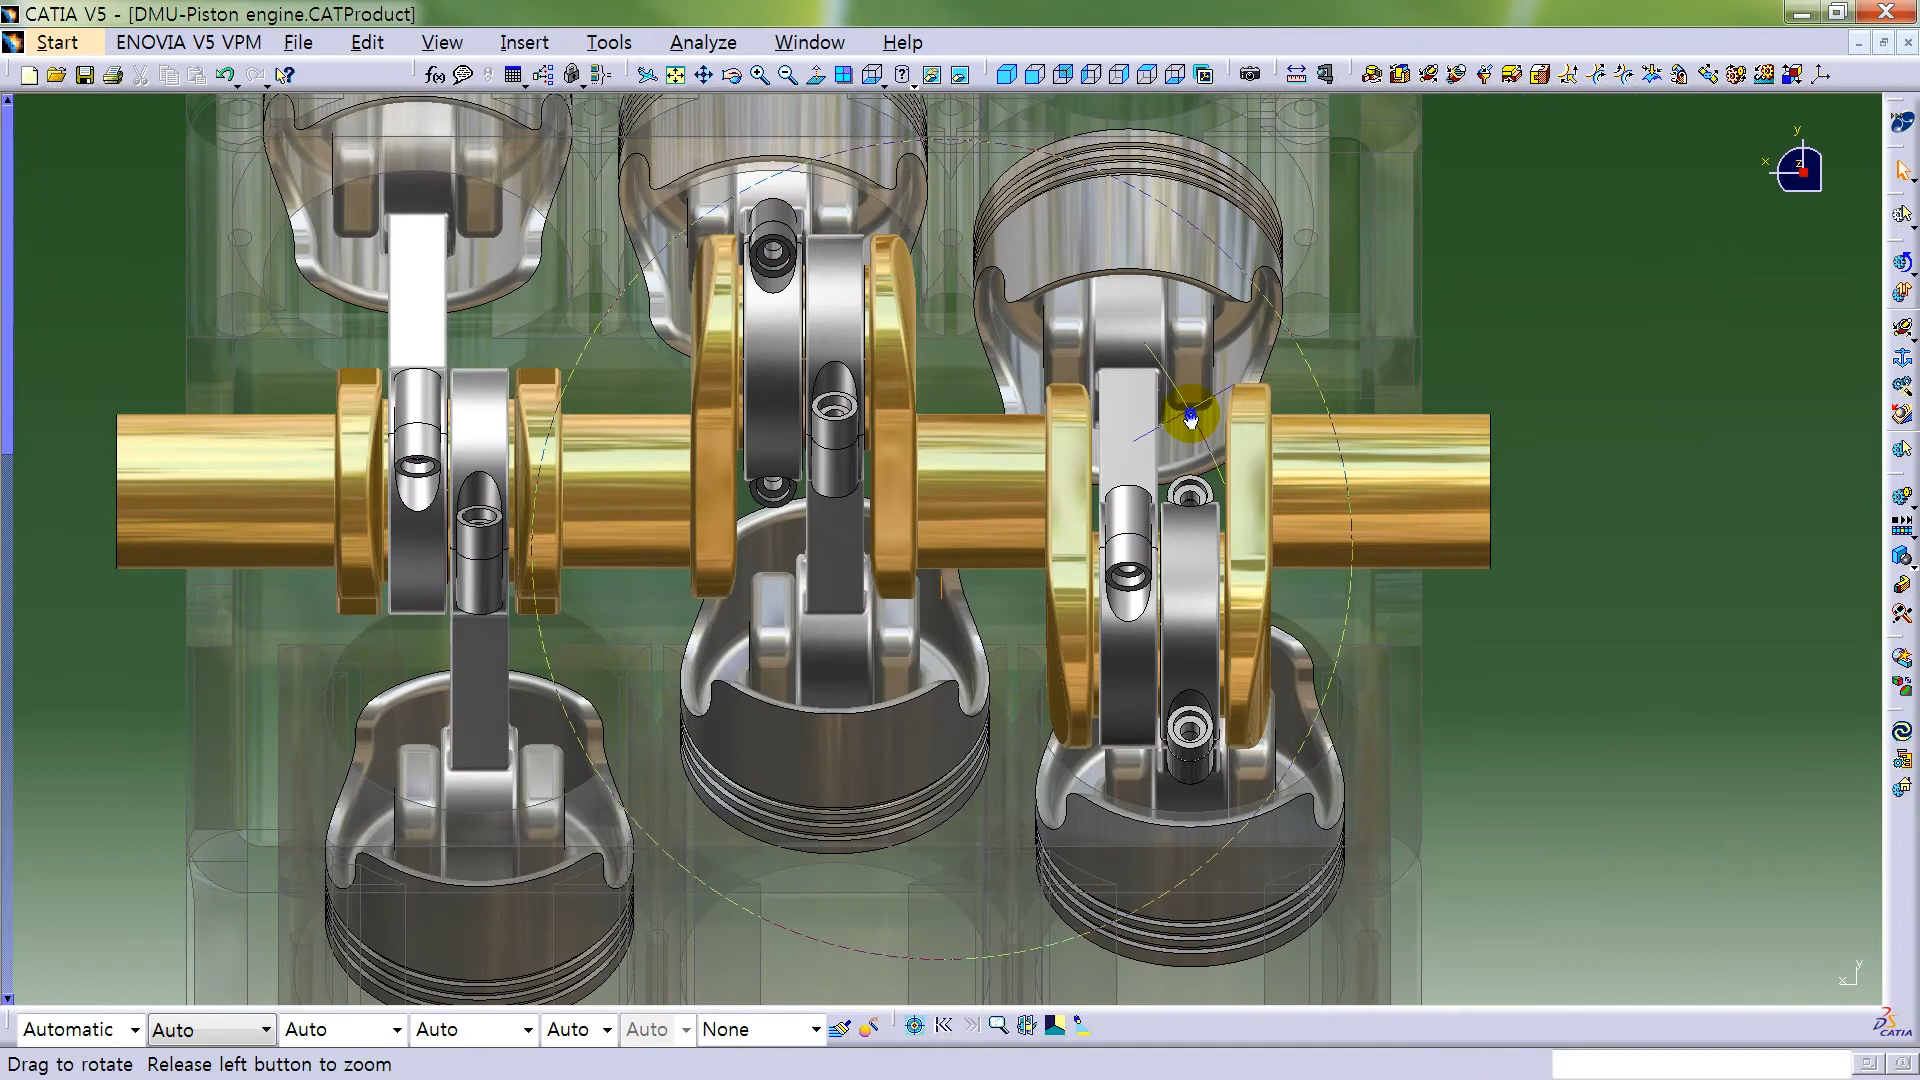 CATIA V5 - [DMU-Piston engine.CATProduct]
Start ENOVIA V5 VPM File Edit View Insert Tools Analyze Window Help
f(x)
y
x z
y
x
Automatic Auto Auto Auto Auto Auto None
CATIA
Drag to rotate Release left button to zoom